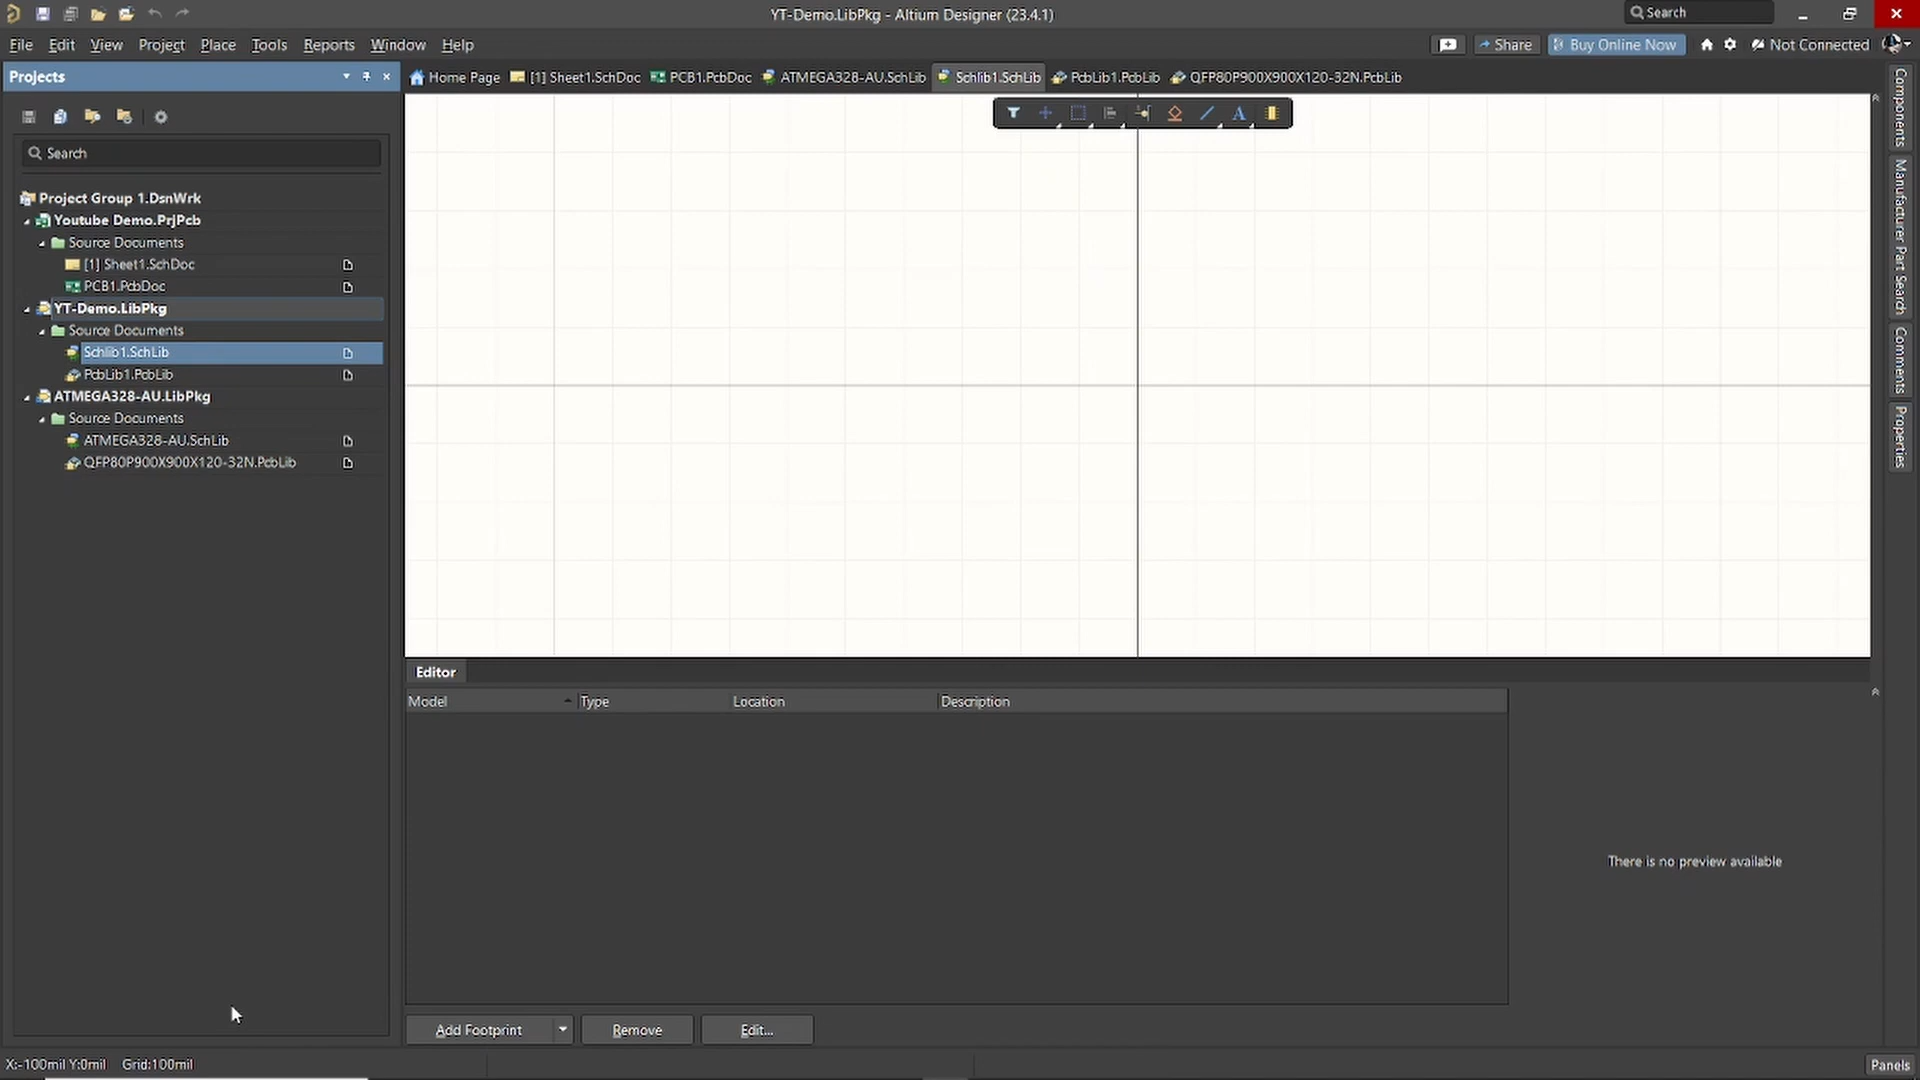 YT-Demo.LibPkg - Altium Designer (23.4.1)
Search
File Edit View Project Place Tools Reports Window Help
Share
Buy Online Now
Not Connected
Projects
Home Page
[1] Sheet1.SchDoc
PCB1.PcbDoc
ATMEGA328-AU.SchLib
Schlib1.SchLib
PcbLib1.PcbLib
QFP80P900X900X120-32N.PcbLib
Search
Project Group 1.DsnWrk
Youtube Demo.PrjPcb
Source Documents
[1] Sheet1.SchDoc
PCB1.PcbDoc
YT-Demo.LibPkg
Source Documents
Schlib1.SchLib
PcbLib1.PcbLib
ATMEGA328-AU.LibPkg
Source Documents
ATMEGA328-AU.SchLib
QFP80P900X900X120-32N.PcbLib
A
Components
Manufacturer Part Search
Comments
Properties
Editor
Model Type Location Description
There is no preview available
Add Footprint
Remove
Edit...
X:-100mil Y:0mil Grid:100mil
Panels